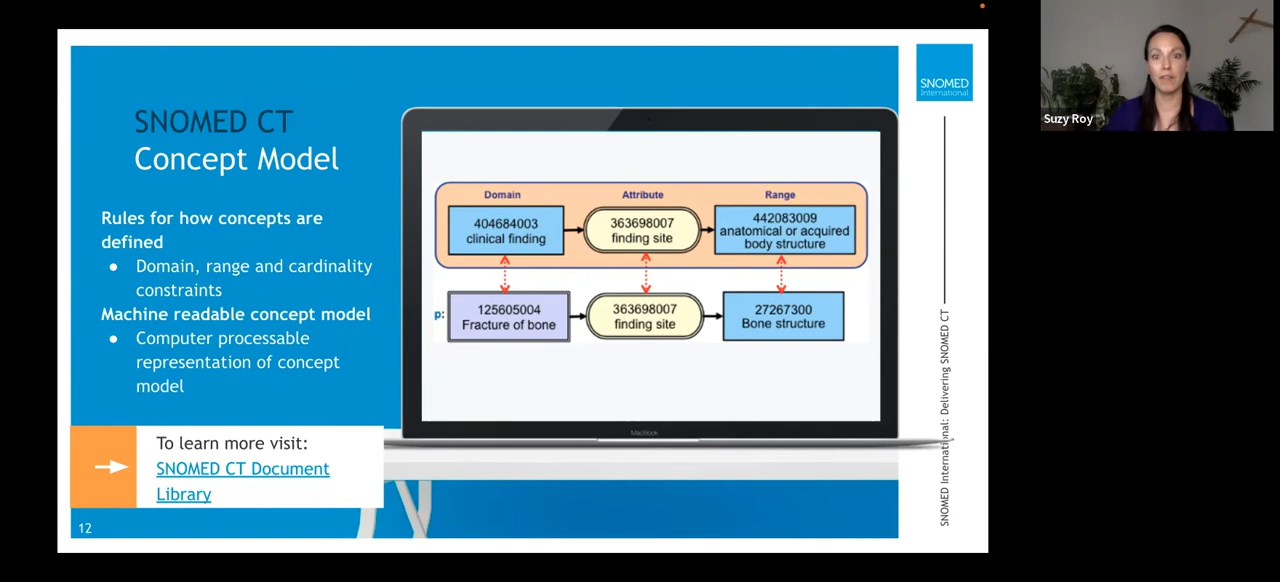 SNOMED CT
Concept Model
Rules for how concepts are
defined
● Domain, range and cardinality
constraints
Machine readable concept model
● Computer processable
representation of concept
model
To learn more visit:
SNOMED CT Document
Library
12
Domain
Attribute
Range
404684003
clinical finding
363698007
finding site
442083009
anatomical or acquired
body structure
p:
125605004
Fracture of bone
363698007
finding site
27267300
Bone structure
MacBook
SNOMED
International
SNOMED International: Delivering SNOMED CT
Suzy Roy